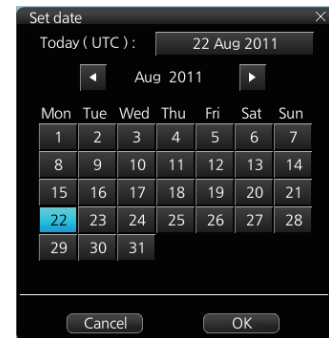 Set date
Today ( UTC ) : 22 Aug 2011
Aug 2011
Mon Tue Wed Thu Fri Sat Sun
1 2 3 4 5 6 7
8 9 10 11 12 13 14
15 16 17 18 19 20 21
22 23 24 25 26 27 28
29 30 31
Cancel OK